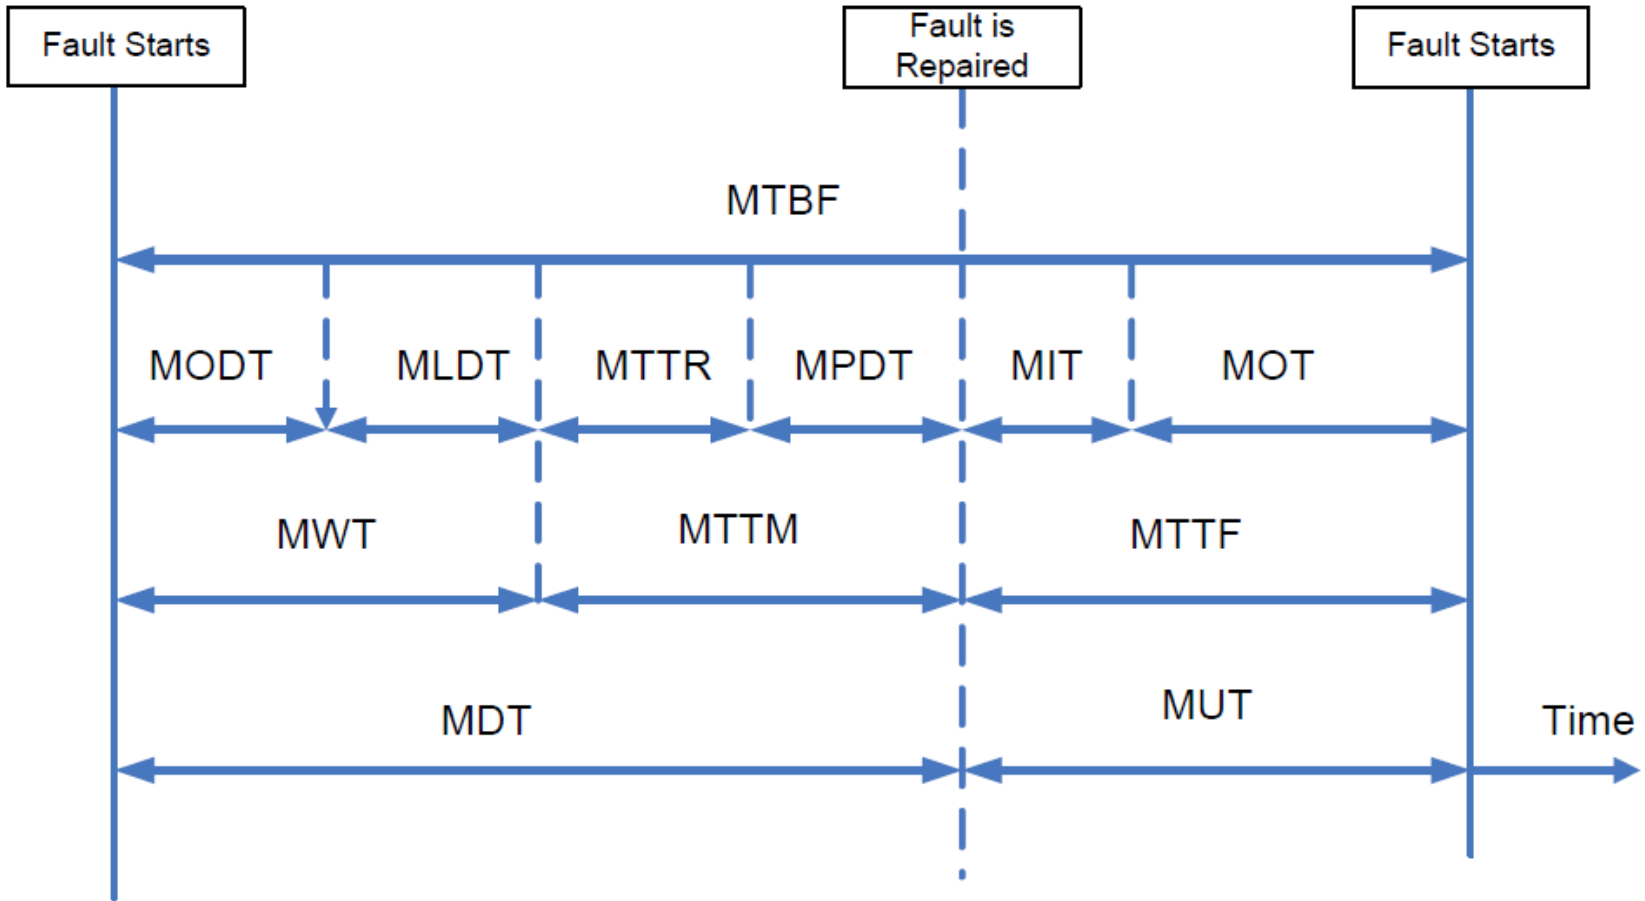 Fault Starts
Fault is
Repaired
Fault Starts
MTBF
MODT
MLDT
MTTR
MPDT
MIT
MOT
MWT
MTTM
MTTF
MDT
MUT
Time